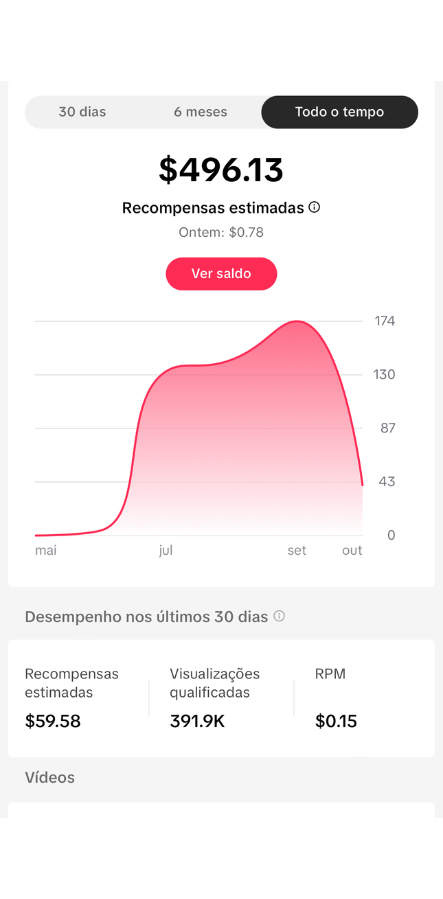 30 dias 6 meses Todo o tempo
$496.13
Recompensas estimadas
Ontem: $0.78
Ver saldo
174
130
87
43
0
mai jul set out
Desempenho nos últimos 30 dias
Recompensas estimadas
$59.58
Visualizações qualificadas
391.9K
RPM
$0.15
Vídeos